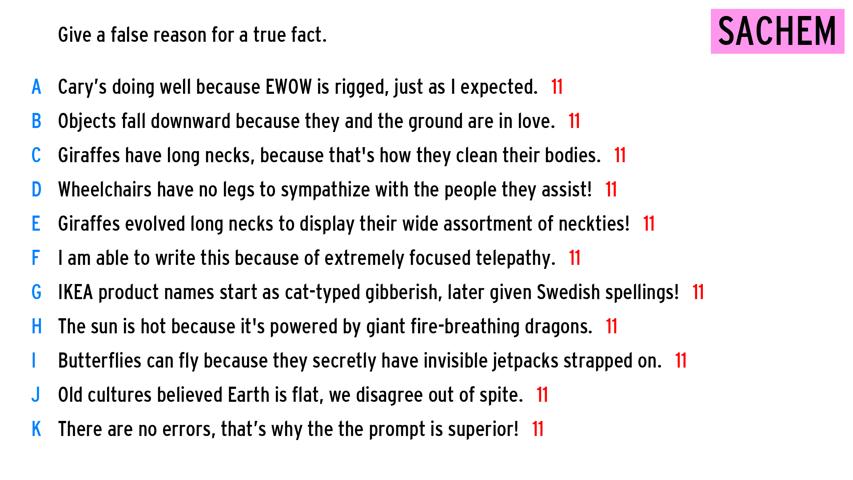 Give a false reason for a true fact.
SACHEM
A Cary’s doing well because EWOW is rigged, just as I expected. 11
B Objects fall downward because they and the ground are in love. 11
C Giraffes have long necks, because that's how they clean their bodies. 11
D Wheelchairs have no legs to sympathize with the people they assist! 11
E Giraffes evolved long necks to display their wide assortment of neckties! 11
F I am able to write this because of extremely focused telepathy. 11
G IKEA product names start as cat-typed gibberish, later given Swedish spellings! 11
H The sun is hot because it's powered by giant fire-breathing dragons. 11
I Butterflies can fly because they secretly have invisible jetpacks strapped on. 11
J Old cultures believed Earth is flat, we disagree out of spite. 11
K There are no errors, that’s why the the prompt is superior! 11